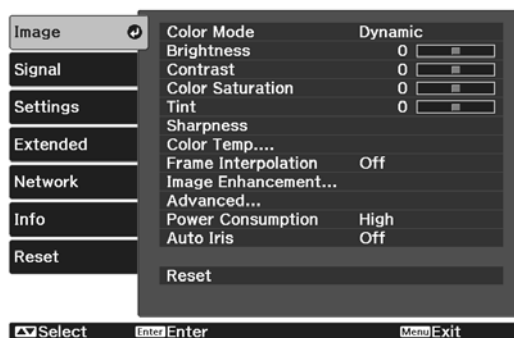 Image
Signal
Settings
Extended
Network
Info
Reset
Color Mode Dynamic
Brightness 0
Contrast 0
Color Saturation 0
Tint 0
Sharpness
Color Temp....
Frame Interpolation Off
Image Enhancement...
Advanced...
Power Consumption High
Auto Iris Off
Reset
Select Enter Enter Menu Exit